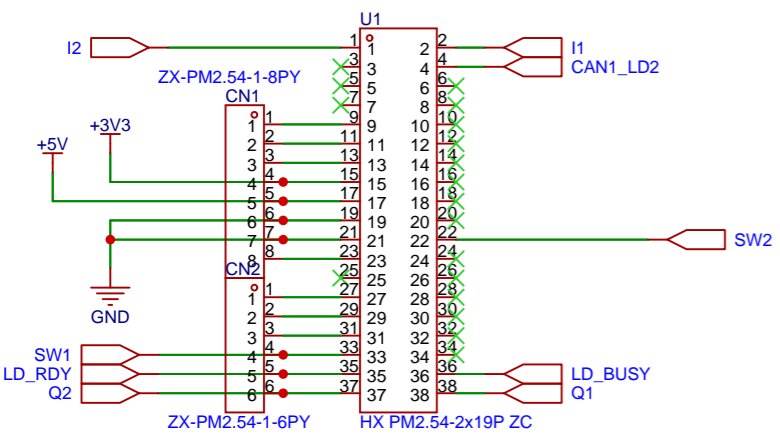 U1
I2
1 1 2 2
I1
3 3 4 4
CAN1_LD2
ZX-PM2.54-1-8PY
5 5 6 6
7 7 8 8
CN1
1 1 9 9 10 10
+3V3
2 2 11 11 12 12
+5V
3 3 13 13 14 14
4 4 15 15 16 16
5 5 17 17 18 18
6 6 19 19 20 20
7 7 21 21 22 22
SW2
8 8 23 23 24 24
CN2
25 25 26 26
1 1 27 27 28 28
GND
2 2 29 29 30 30
3 3 31 31 32 32
SW1
4 4 33 33 34 34
LD_RDY
5 5 35 35 36 36
LD_BUSY
Q2
6 6 37 37 38 38
Q1
ZX-PM2.54-1-6PY
HX PM2.54-2x19P ZC